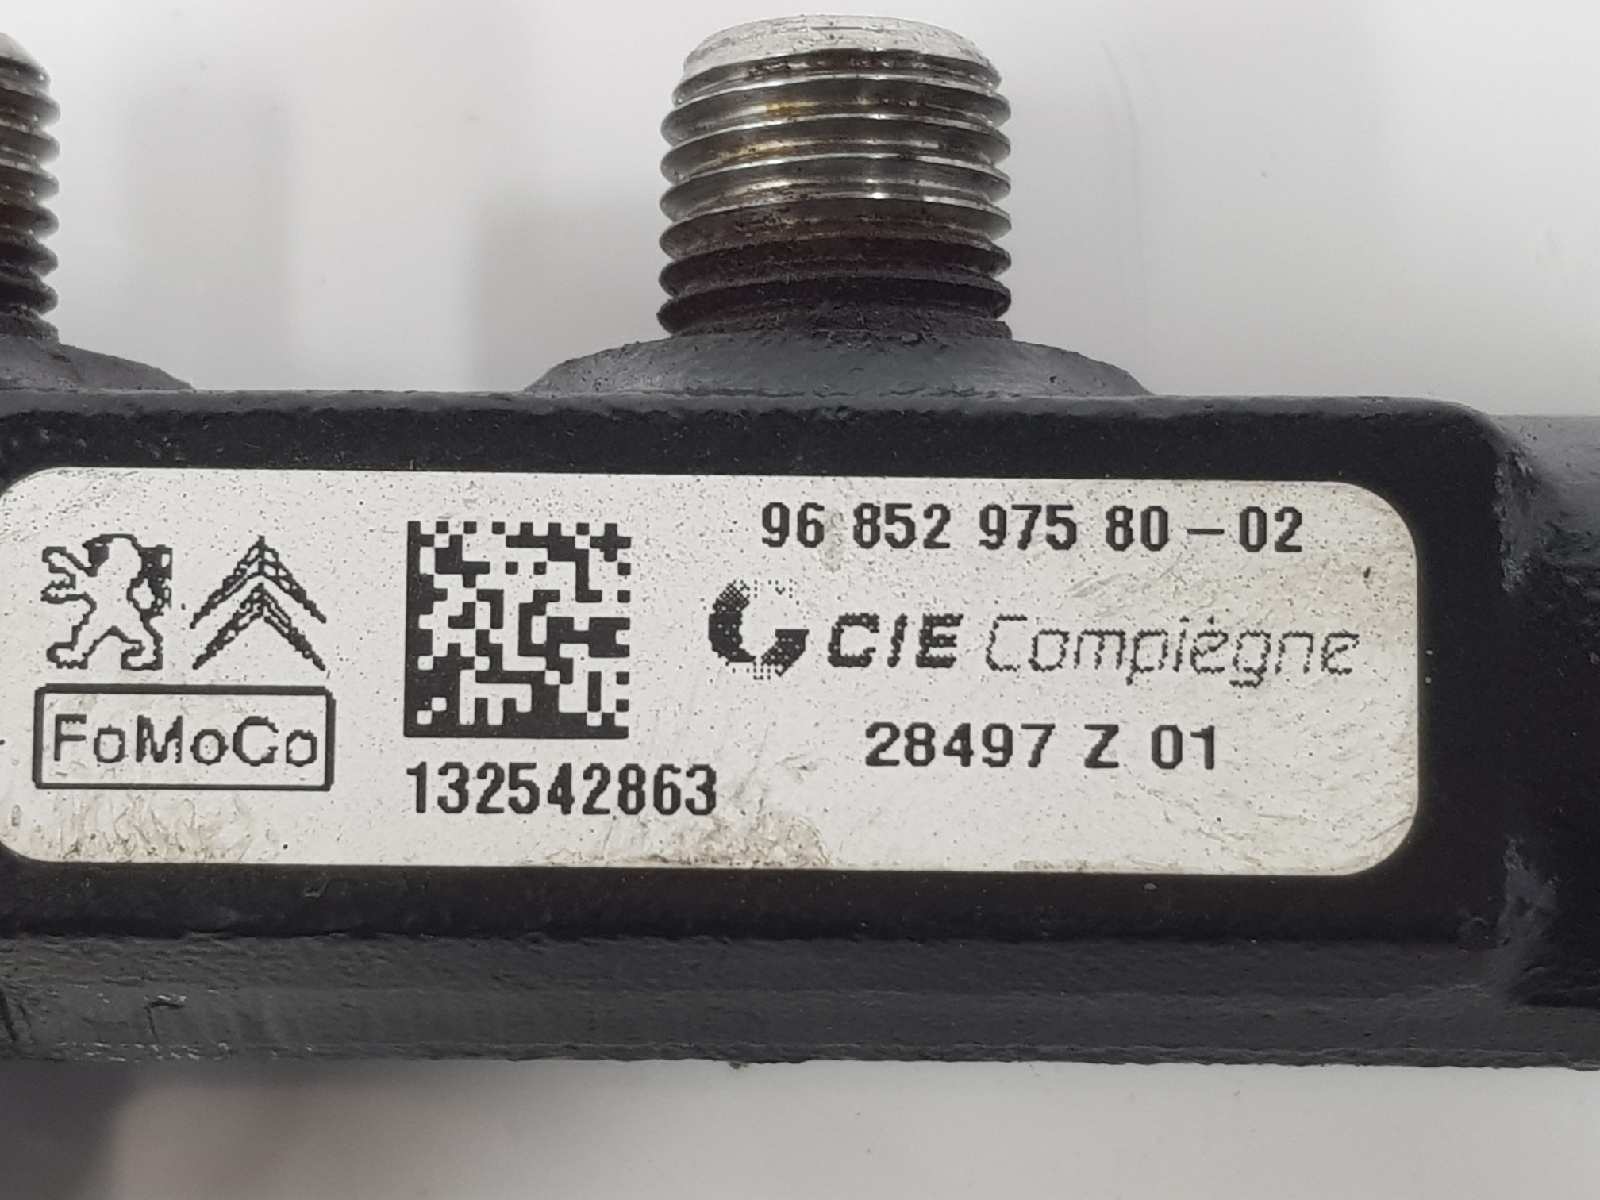 96 852 975 80-02
CIE Compiègne
FoMoCo
28497 Z 01
132542863